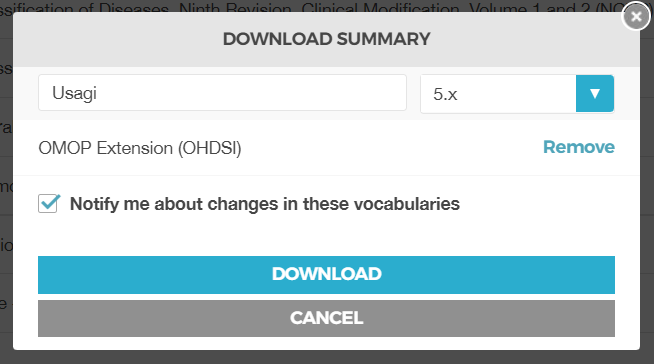 ssification of Diseases, Ninth Revision, Clinical Modification, Volume 1 and 2 (NC
DOWNLOAD SUMMARY
Usagi
5.x
OMOP Extension (OHDSI)
Remove
Notify me about changes in these vocabularies
DOWNLOAD
CANCEL